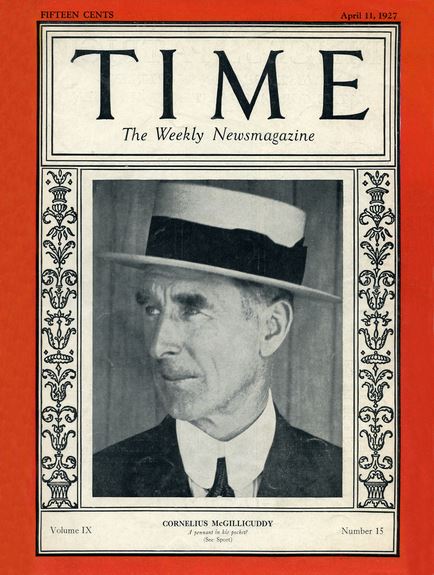 FIFTEEN CENTS April 11, 1927
TIME
The Weekly Newsmagazine
Volume IX CORNELIUS McGILLICUDDY Number 15
A pennant in his pocket?
(See Sport)